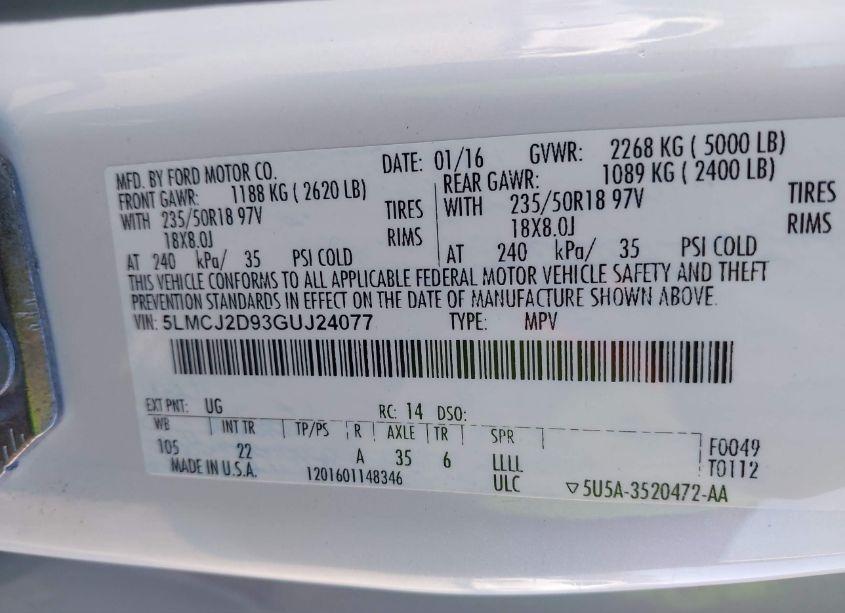 MFD. BY FORD MOTOR CO. DATE: 01/16 GVWR: 2268 KG ( 5000 LB)
FRONT GAWR: 1188 KG ( 2620 LB) REAR GAWR: 1089 KG ( 2400 LB)
WITH 235/50R18 97V TIRES WITH 235/50R18 97V TIRES
18X8.0J RIMS 18X8.0J RIMS
AT 240 kPa/ 35 PSI COLD AT 240 kPa/ 35 PSI COLD
THIS VEHICLE CONFORMS TO ALL APPLICABLE FEDERAL MOTOR VEHICLE SAFETY AND THEFT
PREVENTION STANDARDS IN EFFECT ON THE DATE OF MANUFACTURE SHOWN ABOVE.
VIN: 5LMCJ2D93GUJ24077 TYPE: MPV
EXT PNT: UG RC: 14 DSO:
WB INT TR TP/PS R AXLE TR SPR F0049
105 22 A 35 6 LLLL T0112
MADE IN U.S.A. 1201601148346 ULC ▽5U5A-3520472-AA